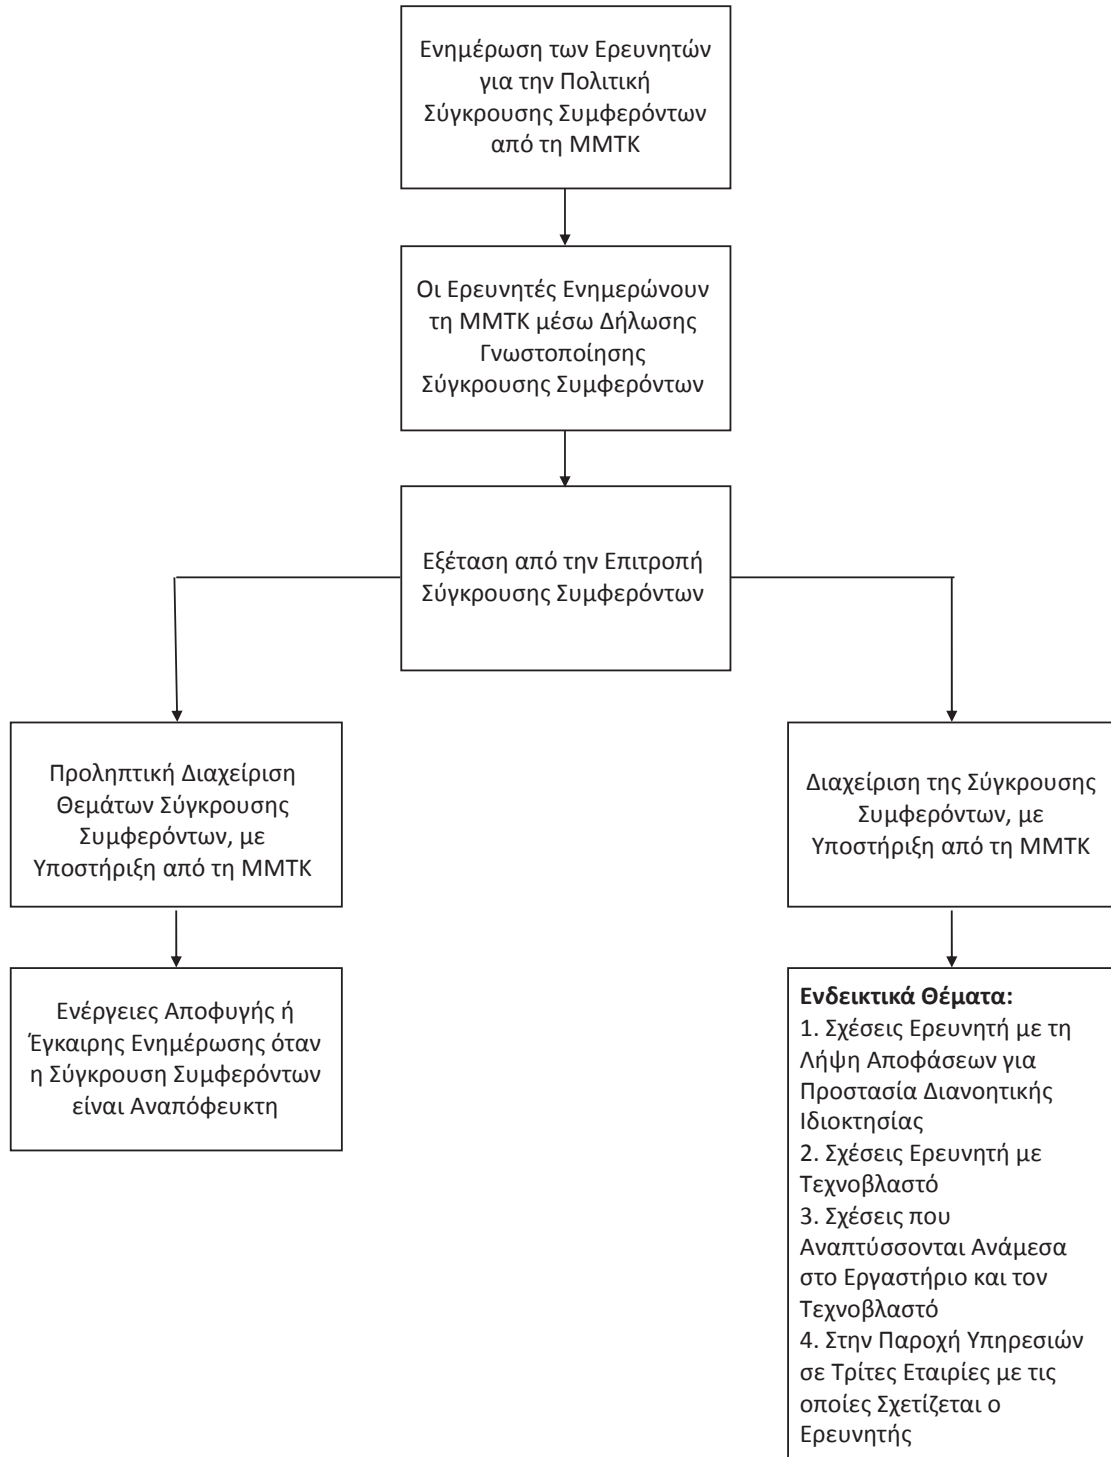 Ενημέρωση των Ερευνητών
για την Πολιτική
Σύγκρουσης Συμφερόντων
από τη ΜΜΤΚ
Οι Ερευνητές Ενημερώνουν
τη ΜΜΤΚ μέσω Δήλωσης
Γνωστοποίησης
Σύγκρουσης Συμφερόντων
Εξέταση από την Επιτροπή
Σύγκρουσης Συμφερόντων
Προληπτική Διαχείριση
Θεμάτων Σύγκρουσης
Συμφερόντων, με
Υποστήριξη από τη ΜΜΤΚ
Διαχείριση της Σύγκρουσης
Συμφερόντων, με
Υποστήριξη από τη ΜΜΤΚ
Ενέργειες Αποφυγής ή
Έγκαιρης Ενημέρωσης όταν
η Σύγκρουση Συμφερόντων
είναι Αναπόφευκτη
Ενδεικτικά Θέματα:
1. Σχέσεις Ερευνητή με τη
Λήψη Αποφάσεων για
Προστασία Διανοητικής
Ιδιοκτησίας
2. Σχέσεις Ερευνητή με
Τεχνοβλαστό
3. Σχέσεις που
Αναπτύσσονται Ανάμεσα
στο Εργαστήριο και τον
Τεχνοβλαστό
4. Στην Παροχή Υπηρεσιών
σε Τρίτες Εταιρίες με τις
οποίες Σχετίζεται ο
Ερευνητής